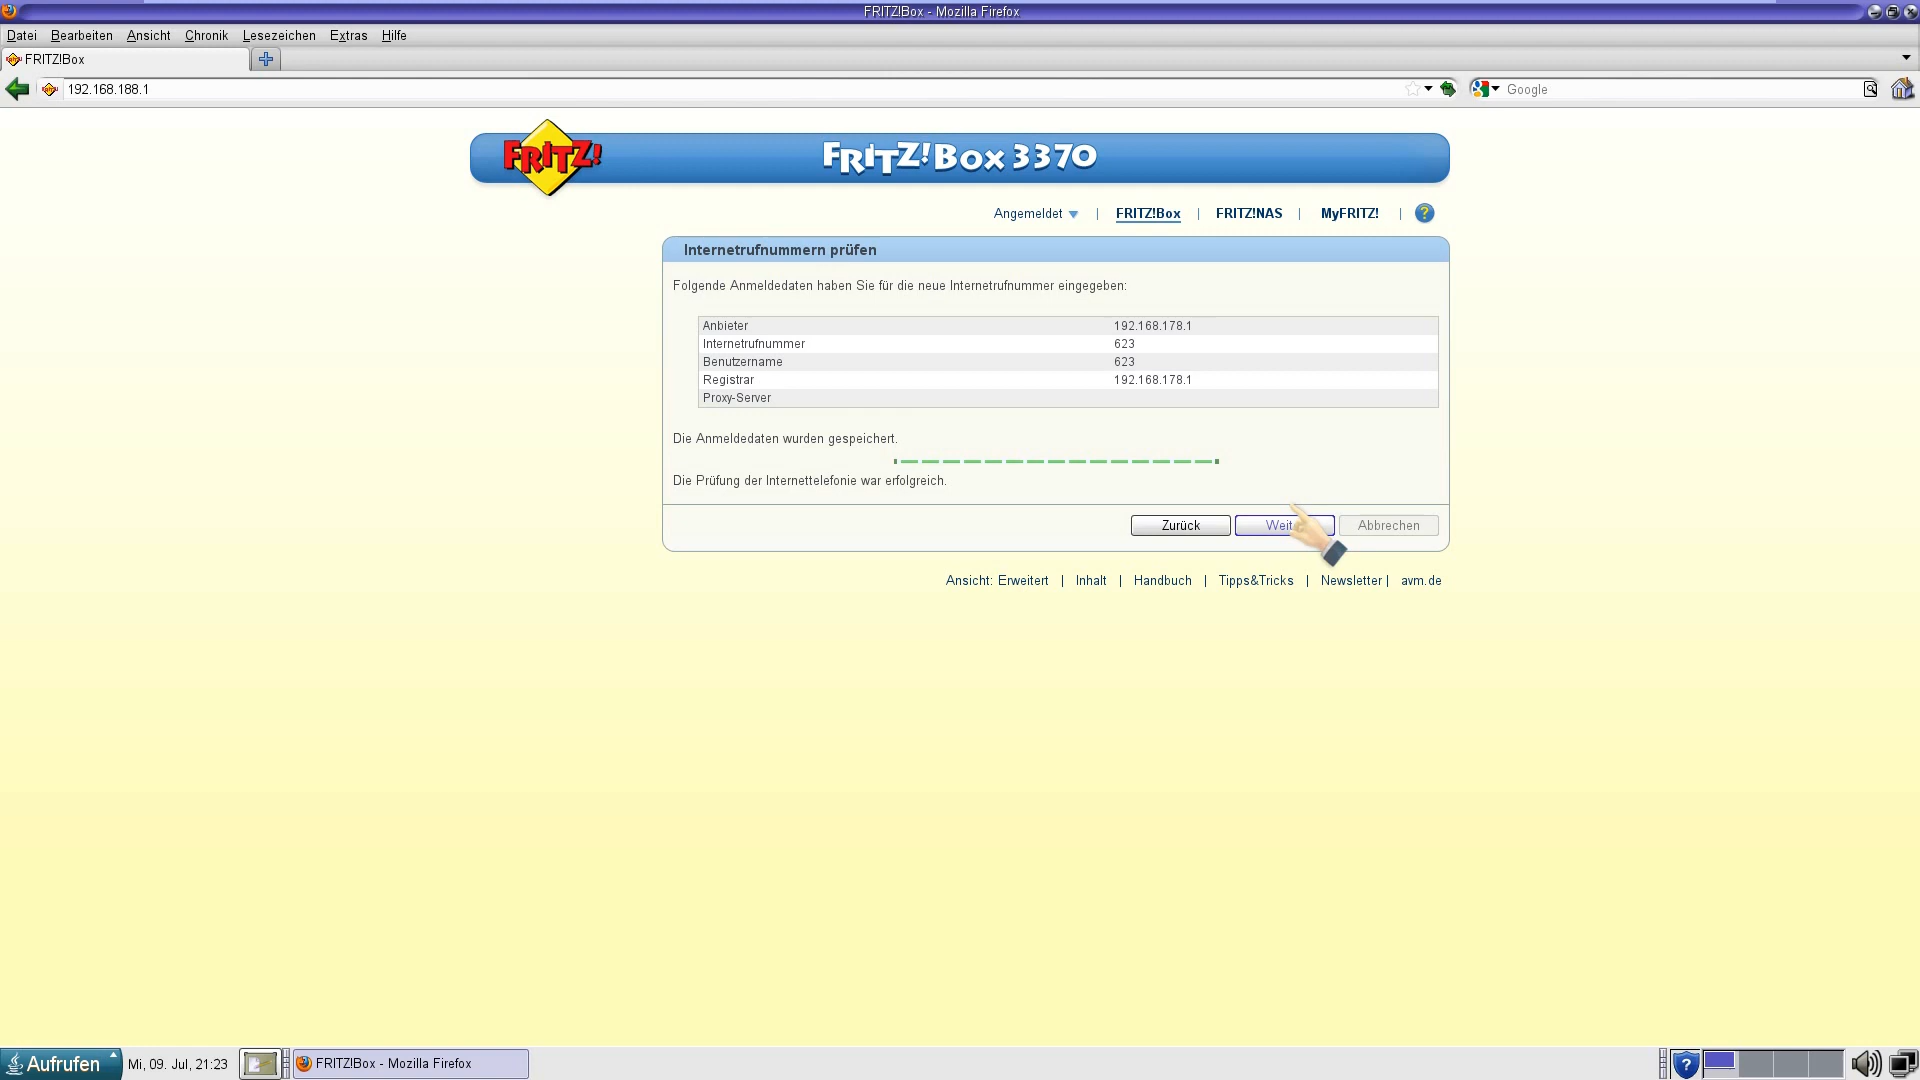 FRITZ!Box - Mozilla Firefox
Datei Bearbeiten Ansicht Chronik Lesezeichen Extras Hilfe
FRITZ!Box
192.168.188.1
Google
FRITZ!
FRITZ!Box 3370
Angemeldet | FRITZ!Box | FRITZ!NAS | MyFRITZ! | ?
Internetrufnummern prüfen
Folgende Anmeldedaten haben Sie für die neue Internetrufnummer eingegeben:
Anbieter 192.168.178.1
Internetrufnummer 623
Benutzername 623
Registrar 192.168.178.1
Proxy-Server
Die Anmeldedaten wurden gespeichert.
Die Prüfung der Internettelefonie war erfolgreich.
Zurück Weit Abbrechen
Ansicht: Erweitert | Inhalt | Handbuch | Tipps&Tricks | Newsletter | avm.de
Aufrufen Mi, 09. Jul, 21:23 FRITZ!Box - Mozilla Firefox ?